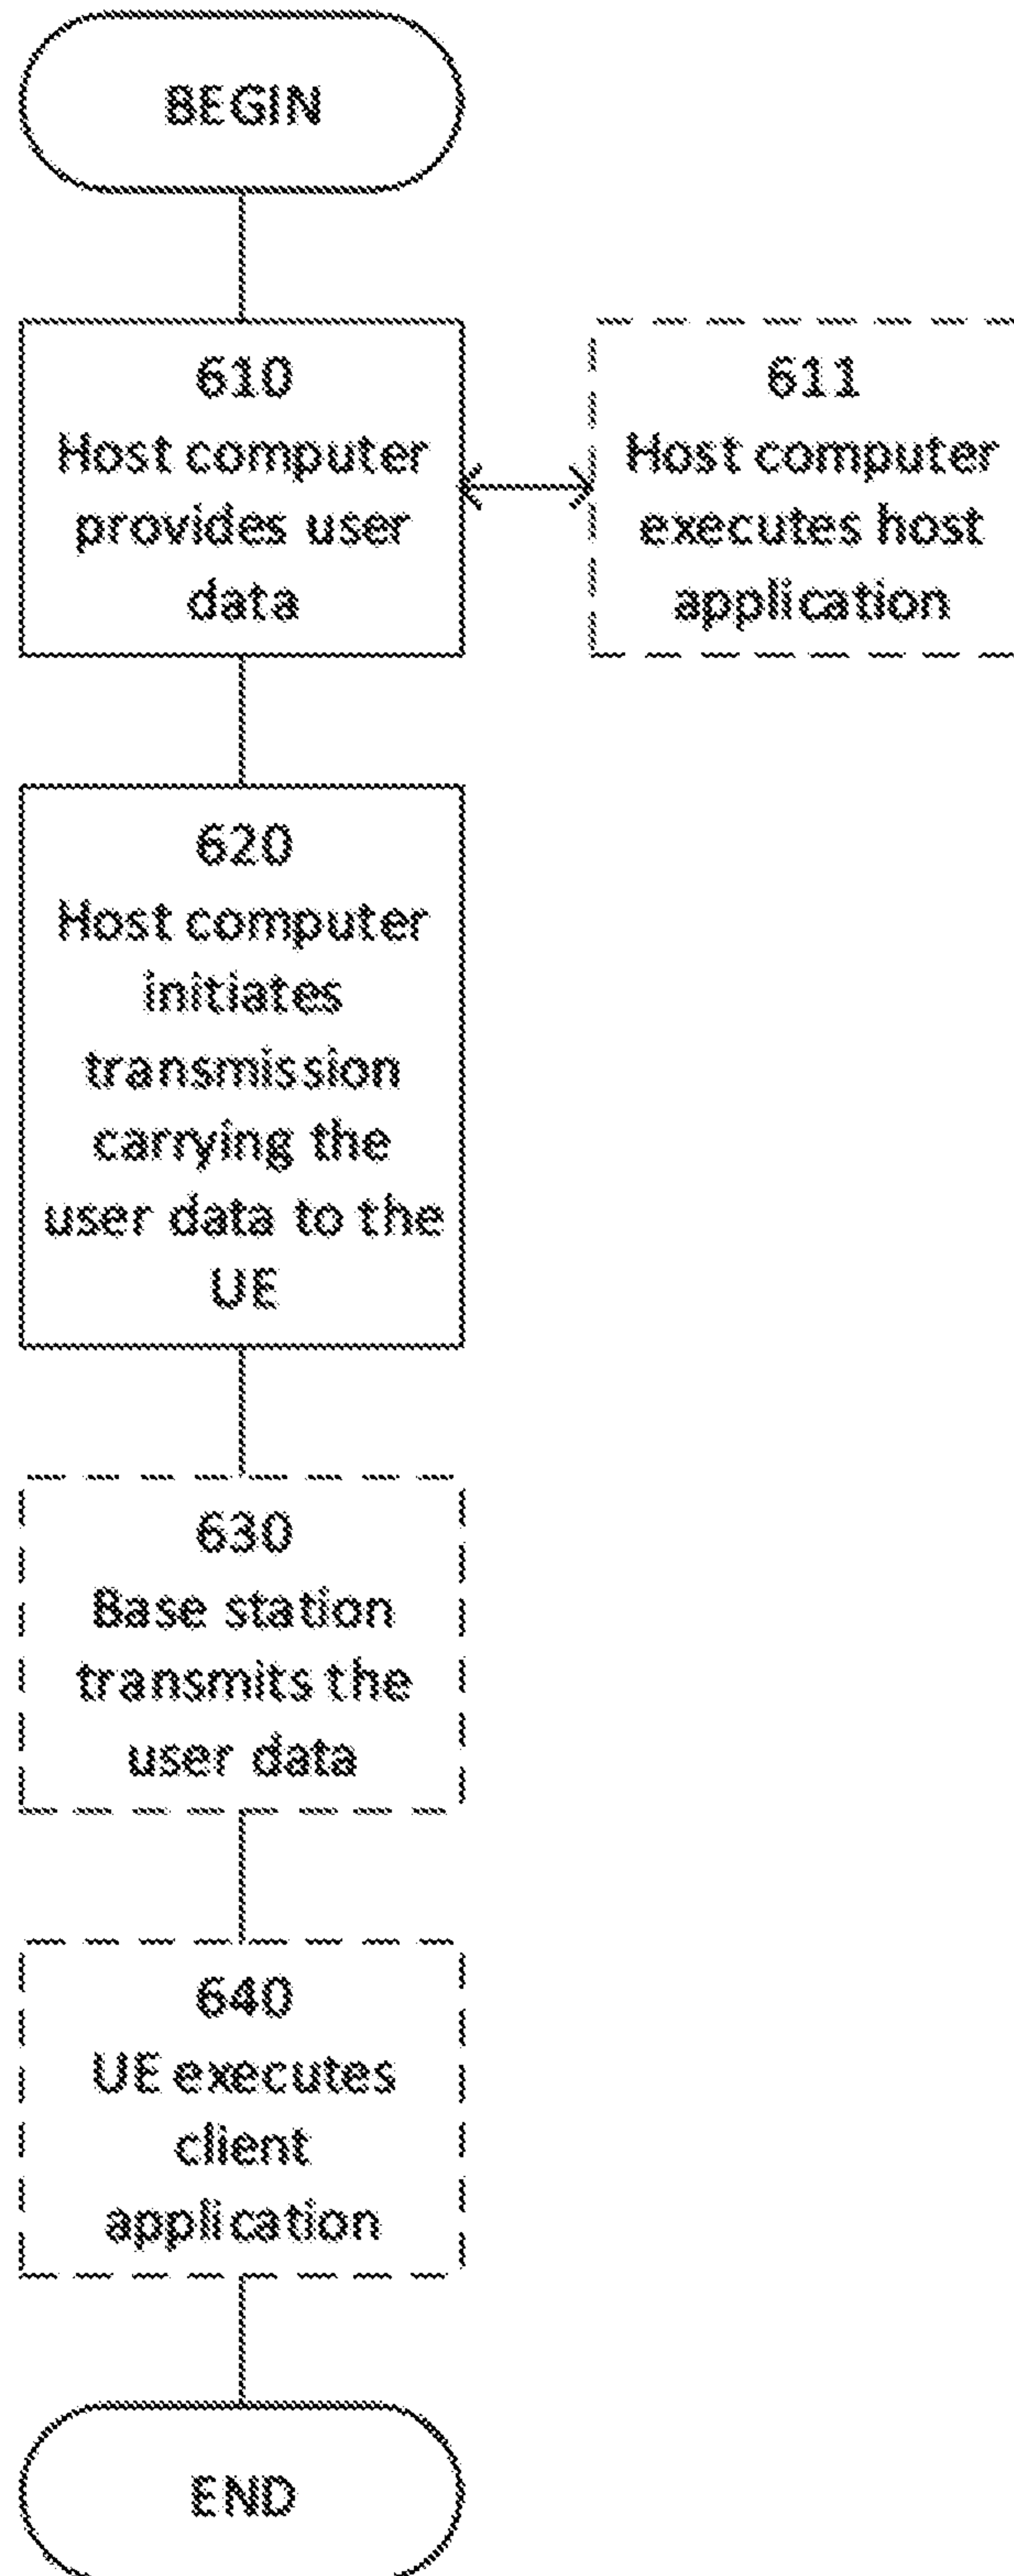 BEGIN
610
Host computer
provides user
data
611
Host computer
executes host
application
620
Host computer
initiates
transmission
carrying the
user data to the
UE
630
Base station
transmits the
user data
640
UE executes
client
application
END